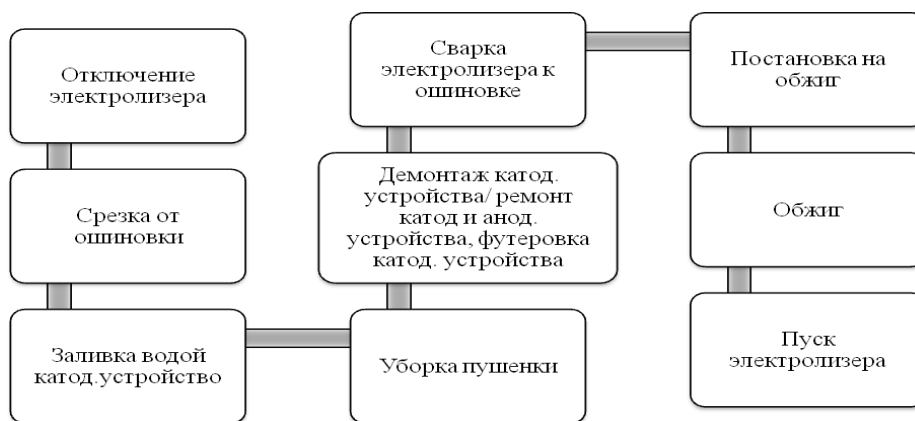 Отключение
электролизера
Срезка от
ошиновки
Заливка водой
катод.устройство
Уборка пушенки
Демонтаж катод.
устройства/ ремонт
катод и анод.
устройства, футеровка
катод. устройства
Сварка
электролизера к
ошиновке
Постановка на
обжиг
Обжиг
Пуск
электролизера